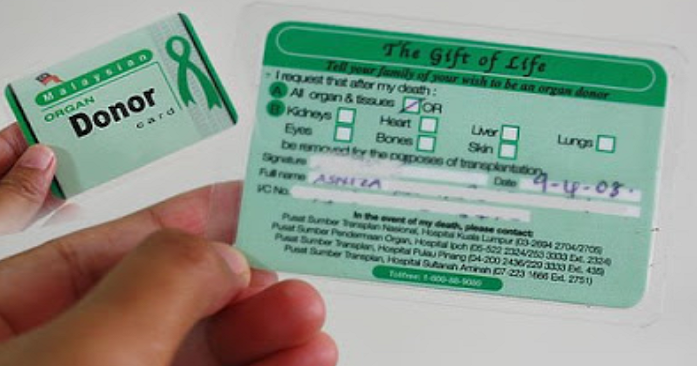 Malaysian
ORGAN
Donor
card
The Gift of Life
Tell your family of your wish to be an organ donor
I request that after my death :
A All organ & tissues OR
B Kidneys Heart Liver Lungs
Eyes Bones Skin
be removed for the purposes of transplantation
Signature
Full name ASNIZA Date 9-4-03.
I/C No.
In the event of my death, please contact:
Pusat Sumber Transplan Nasional, Hospital Kuala Lumpur (03-2694 2704/2705)
Pusat Sumber Pendermaan Organ, Hospital Ipoh (05-522 2324/253 3333 Ext. 2324)
Pusat Sumber Transplan, Hospital Pulau Pinang (04-200 2436/229 3333 Ext. 435)
Pusat Sumber Transplan, Hospital Sultanah Aminah (07-223 1666 Ext. 2751)
Tollfree: 1-800-88-9080